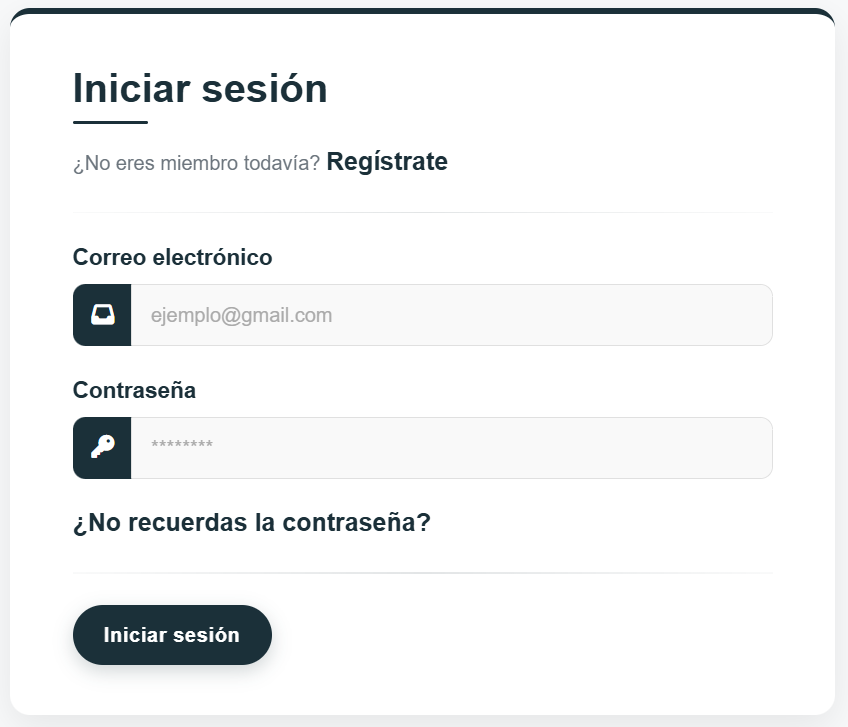 Iniciar sesión
¿No eres miembro todavía? Regístrate
Correo electrónico
ejemplo@gmail.com
Contraseña
********
¿No recuerdas la contraseña?
Iniciar sesión